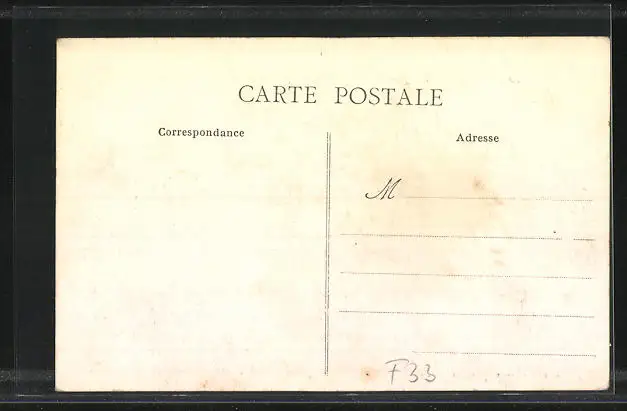 CARTE POSTALE
Correspondance
Adresse
M
F33